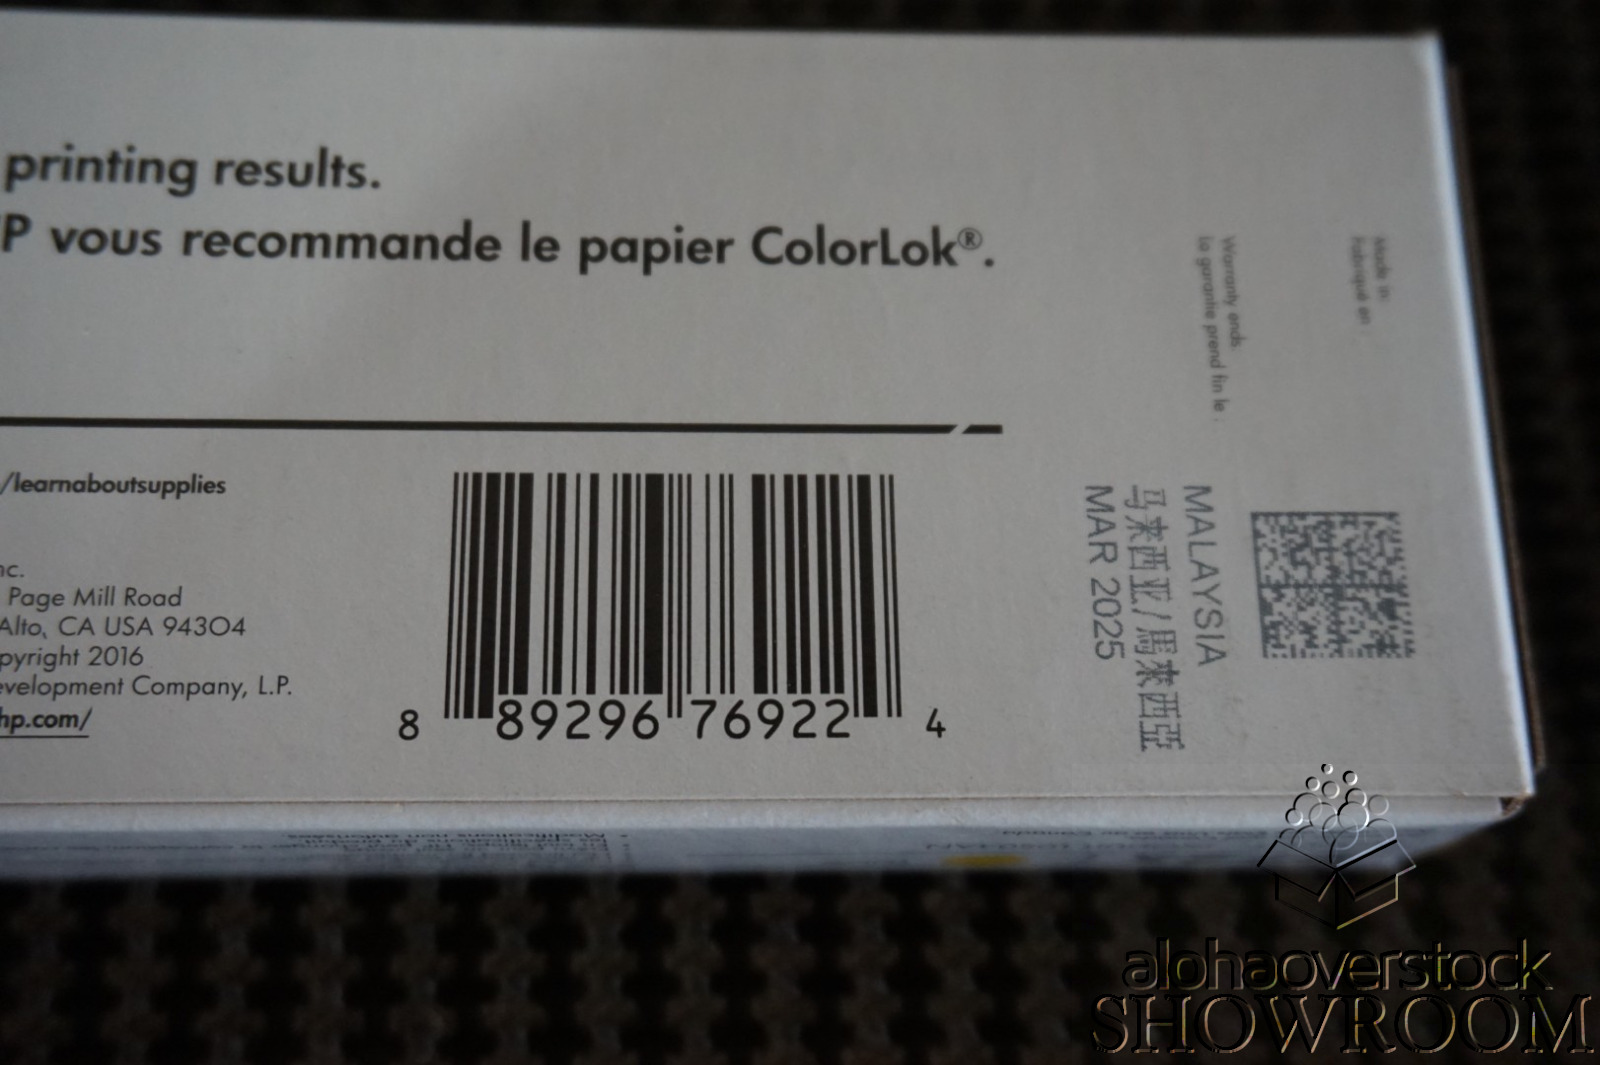 printing results.
P vous recommande le papier ColorLok®.
/learnaboutsupplies
nc.
Page Mill Road
Alto, CA USA 94304
pyright 2016
evelopment Company, L.P.
hp.com/
8 89296 76922 4
Made in:
Fabriqué en :
Warranty ends:
la garantie prend fin le :
MALAYSIA
马来西亚/馬來西亞
MAR 2025
alohaoverstock
SHOWROOM